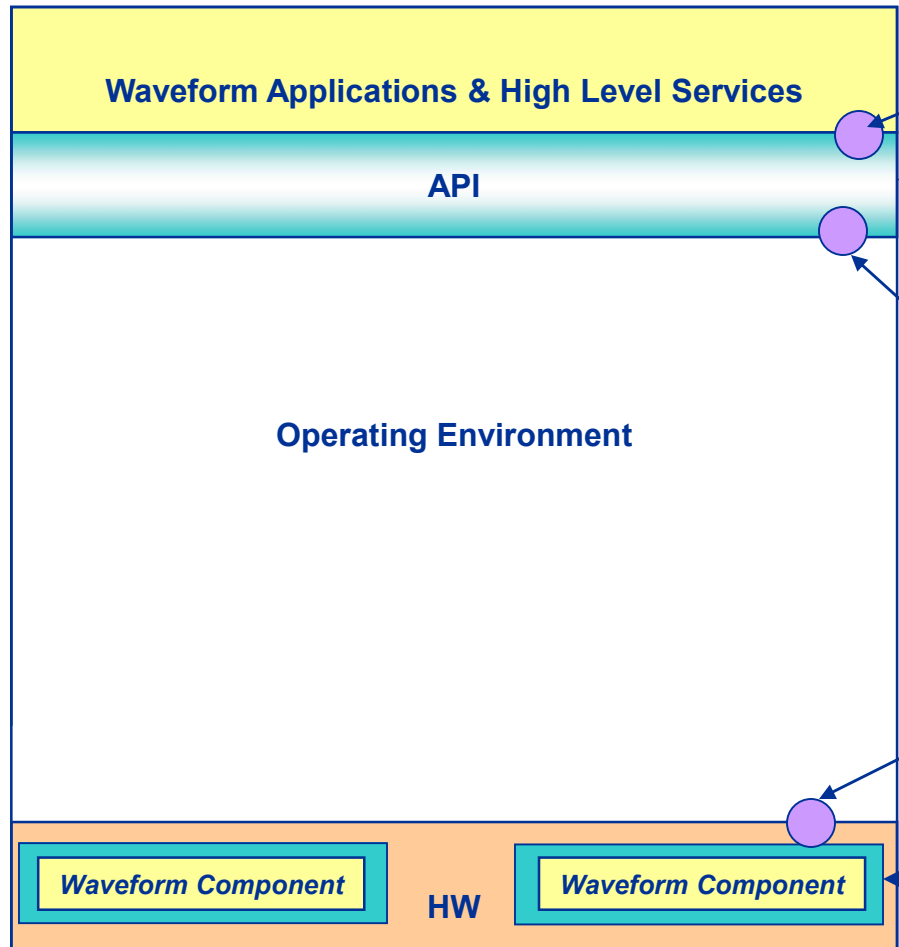 Waveform Applications & High Level Services
API
Operating Environment
Waveform Component
HW
Waveform Component